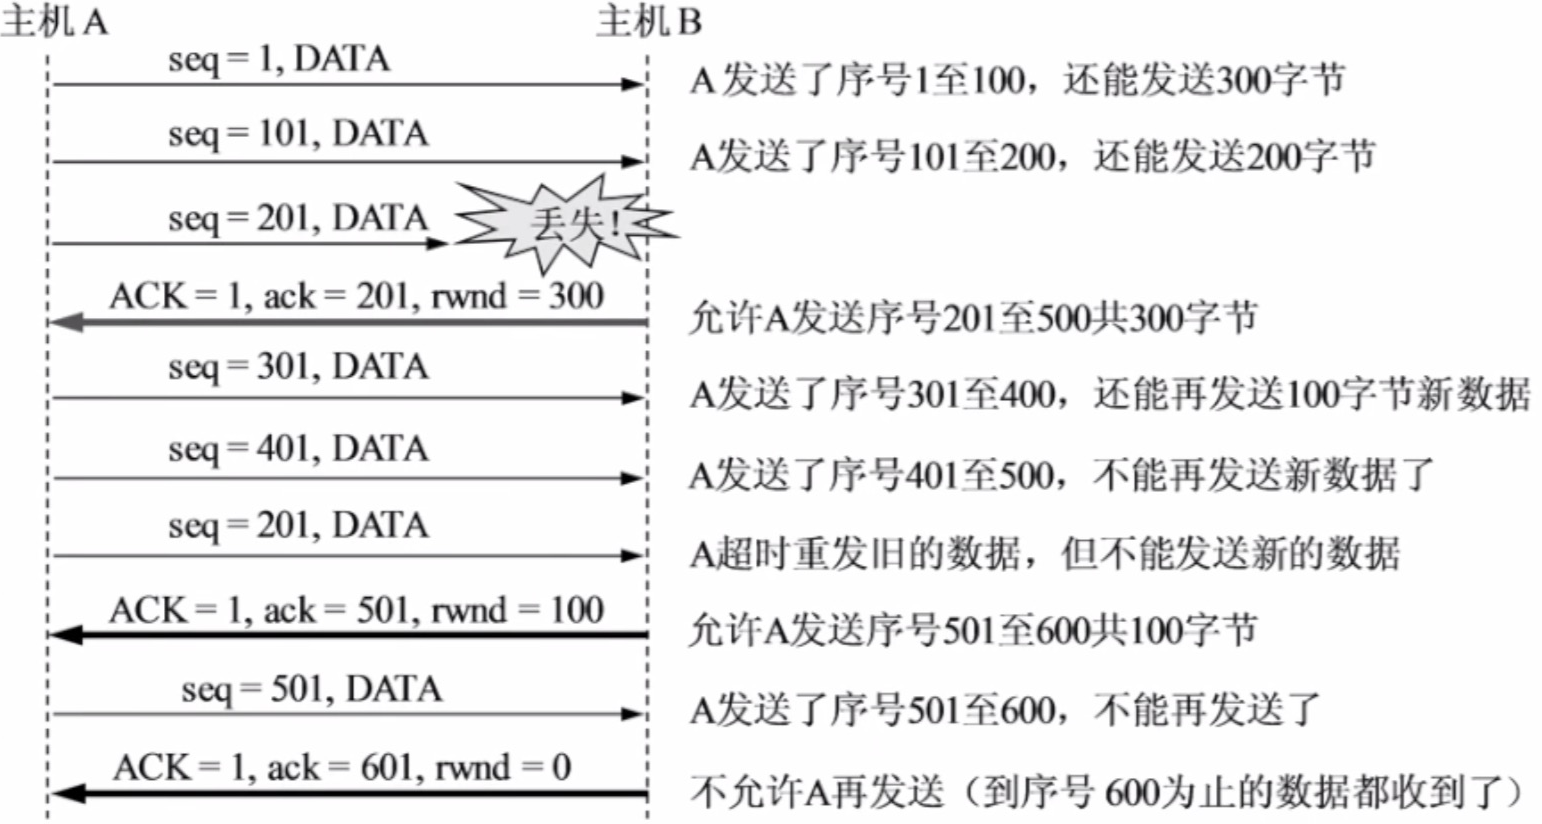 主机A 主机B
seq = 1, DATA
A发送了序号1至100，还能发送300字节
seq = 101, DATA
A发送了序号101至200，还能发送200字节
seq = 201, DATA 丢失!
ACK = 1, ack = 201, rwnd = 300
允许A发送序号201至500共300字节
seq = 301, DATA
A发送了序号301至400，还能再发送100字节新数据
seq = 401, DATA
A发送了序号401至500，不能再发送新数据了
seq = 201, DATA
A超时重发旧的数据，但不能发送新的数据
ACK = 1, ack = 501, rwnd = 100
允许A发送序号501至600共100字节
seq = 501, DATA
A发送了序号501至600，不能再发送了
ACK = 1, ack = 601, rwnd = 0
不允许A再发送（到序号 600为止的数据都收到了）